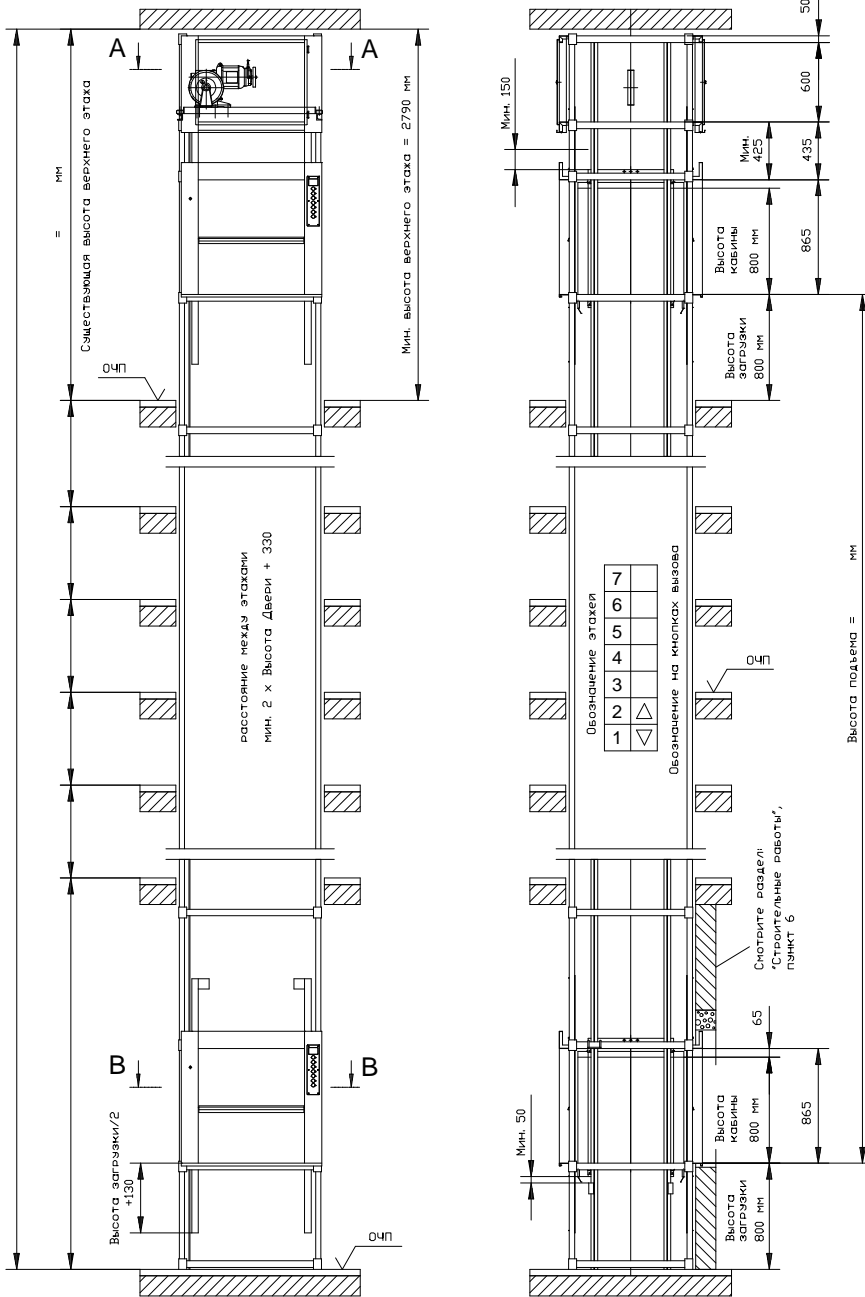 A
A
мм
=
Существующая высота верхнего этажа
Мин. высота верхнего этажа = 2790 мм
ОЧП
расстояние между этажами
мин. 2 x Высота Двери + 330
B
B
Высота загрузки/2
+130
ОЧП
50
600
Мин. 150
Мин.
425
435
Высота
кабины
800 мм
865
Высота
загрузки
800 мм
Обозначение этажей
7
6
5
4
3
2 △
1 ▽
Обозначение на кнопках вызова
ОЧП
Высота подъема = мм
Смотрите раздел:
"Строительные работы",
пункт 6
65
Мин. 50
Высота
кабины
800 мм
865
Высота
загрузки
800 мм